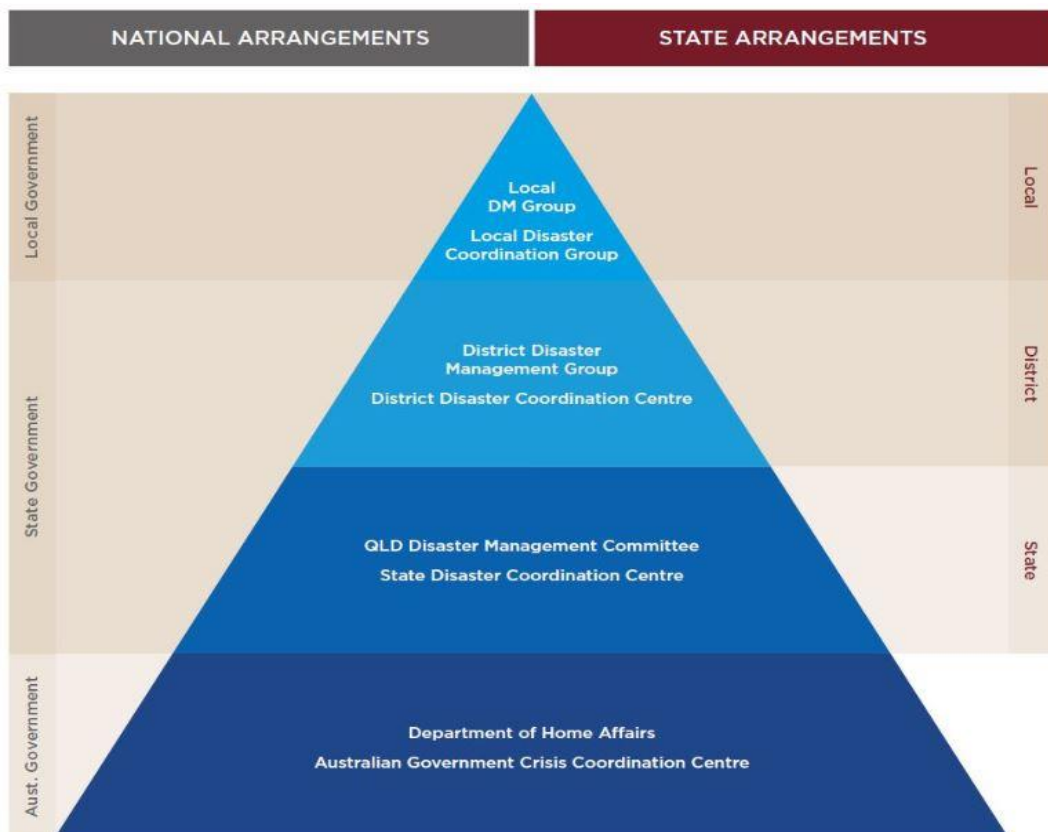 NATIONAL ARRANGEMENTS
STATE ARRANGEMENTS
Local Government
Local
DM Group
Local Disaster
Coordination Group
Local
State Government
District Disaster
Management Group
District Disaster Coordination Centre
District
QLD Disaster Management Committee
State Disaster Coordination Centre
State
Aust. Government
Department of Home Affairs
Australian Government Crisis Coordination Centre